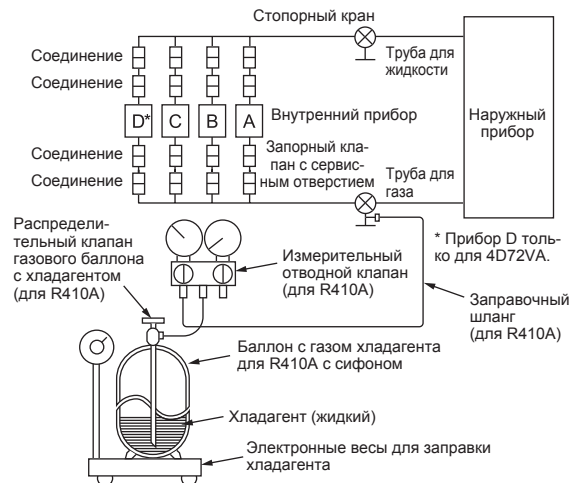 Стопорный кран
Соединение
Соединение
Труба для
жидкости
D*
C
B
A
Внутренний прибор
Наружный
прибор
Соединение
Соединение
Запорный кла-
пан с сервис-
ным отверстием
Труба для
газа
Распредели-
тельный клапан
газового баллона
с хладагентом
(для R410A)
Измерительный
отводной клапан
(для R410A)
* Прибор D толь-
ко для 4D72VA.
Заправочный
шланг
(для R410A)
Баллон с газом хладагента
для R410A с сифоном
Хладагент (жидкий)
Электронные весы для заправки
хладагента